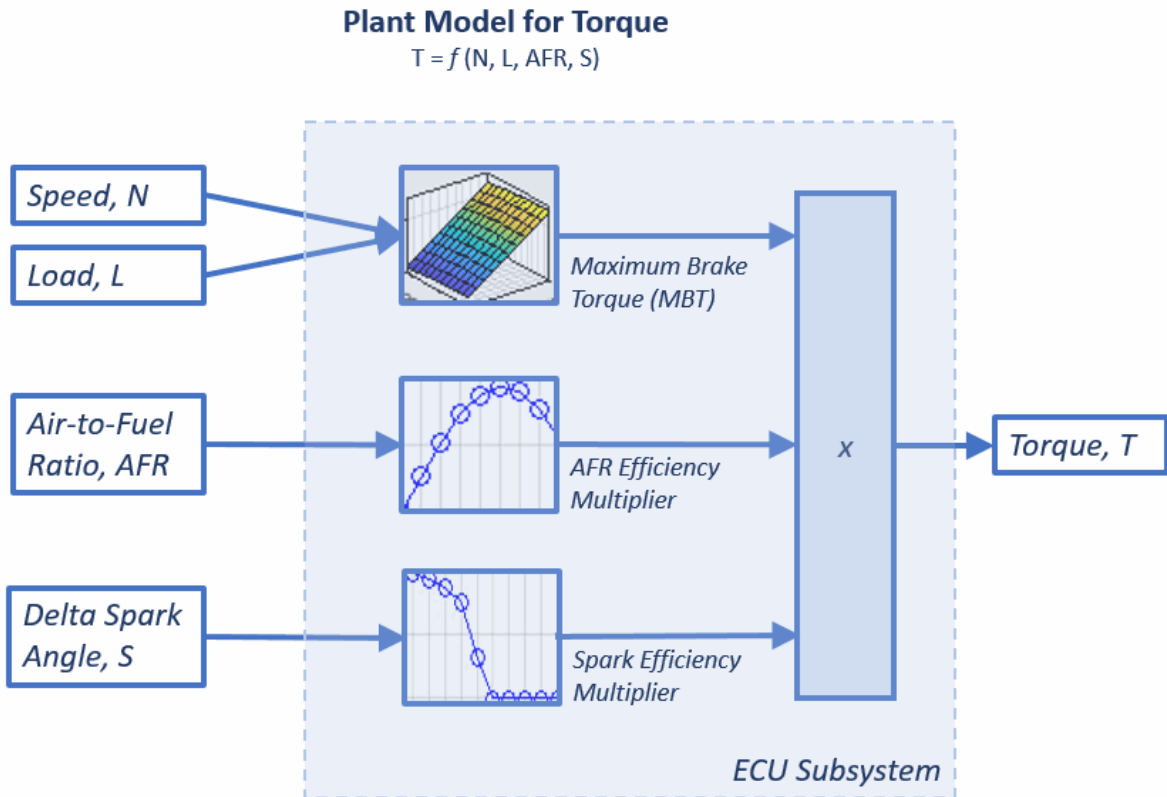 Plant Model for Torque
T = f (N, L, AFR, S)
Speed, N
Load, L
Maximum Brake
Torque (MBT)
Air-to-Fuel
Ratio, AFR
AFR Efficiency
Multiplier
x
Torque, T
Delta Spark
Angle, S
Spark Efficiency
Multiplier
ECU Subsystem